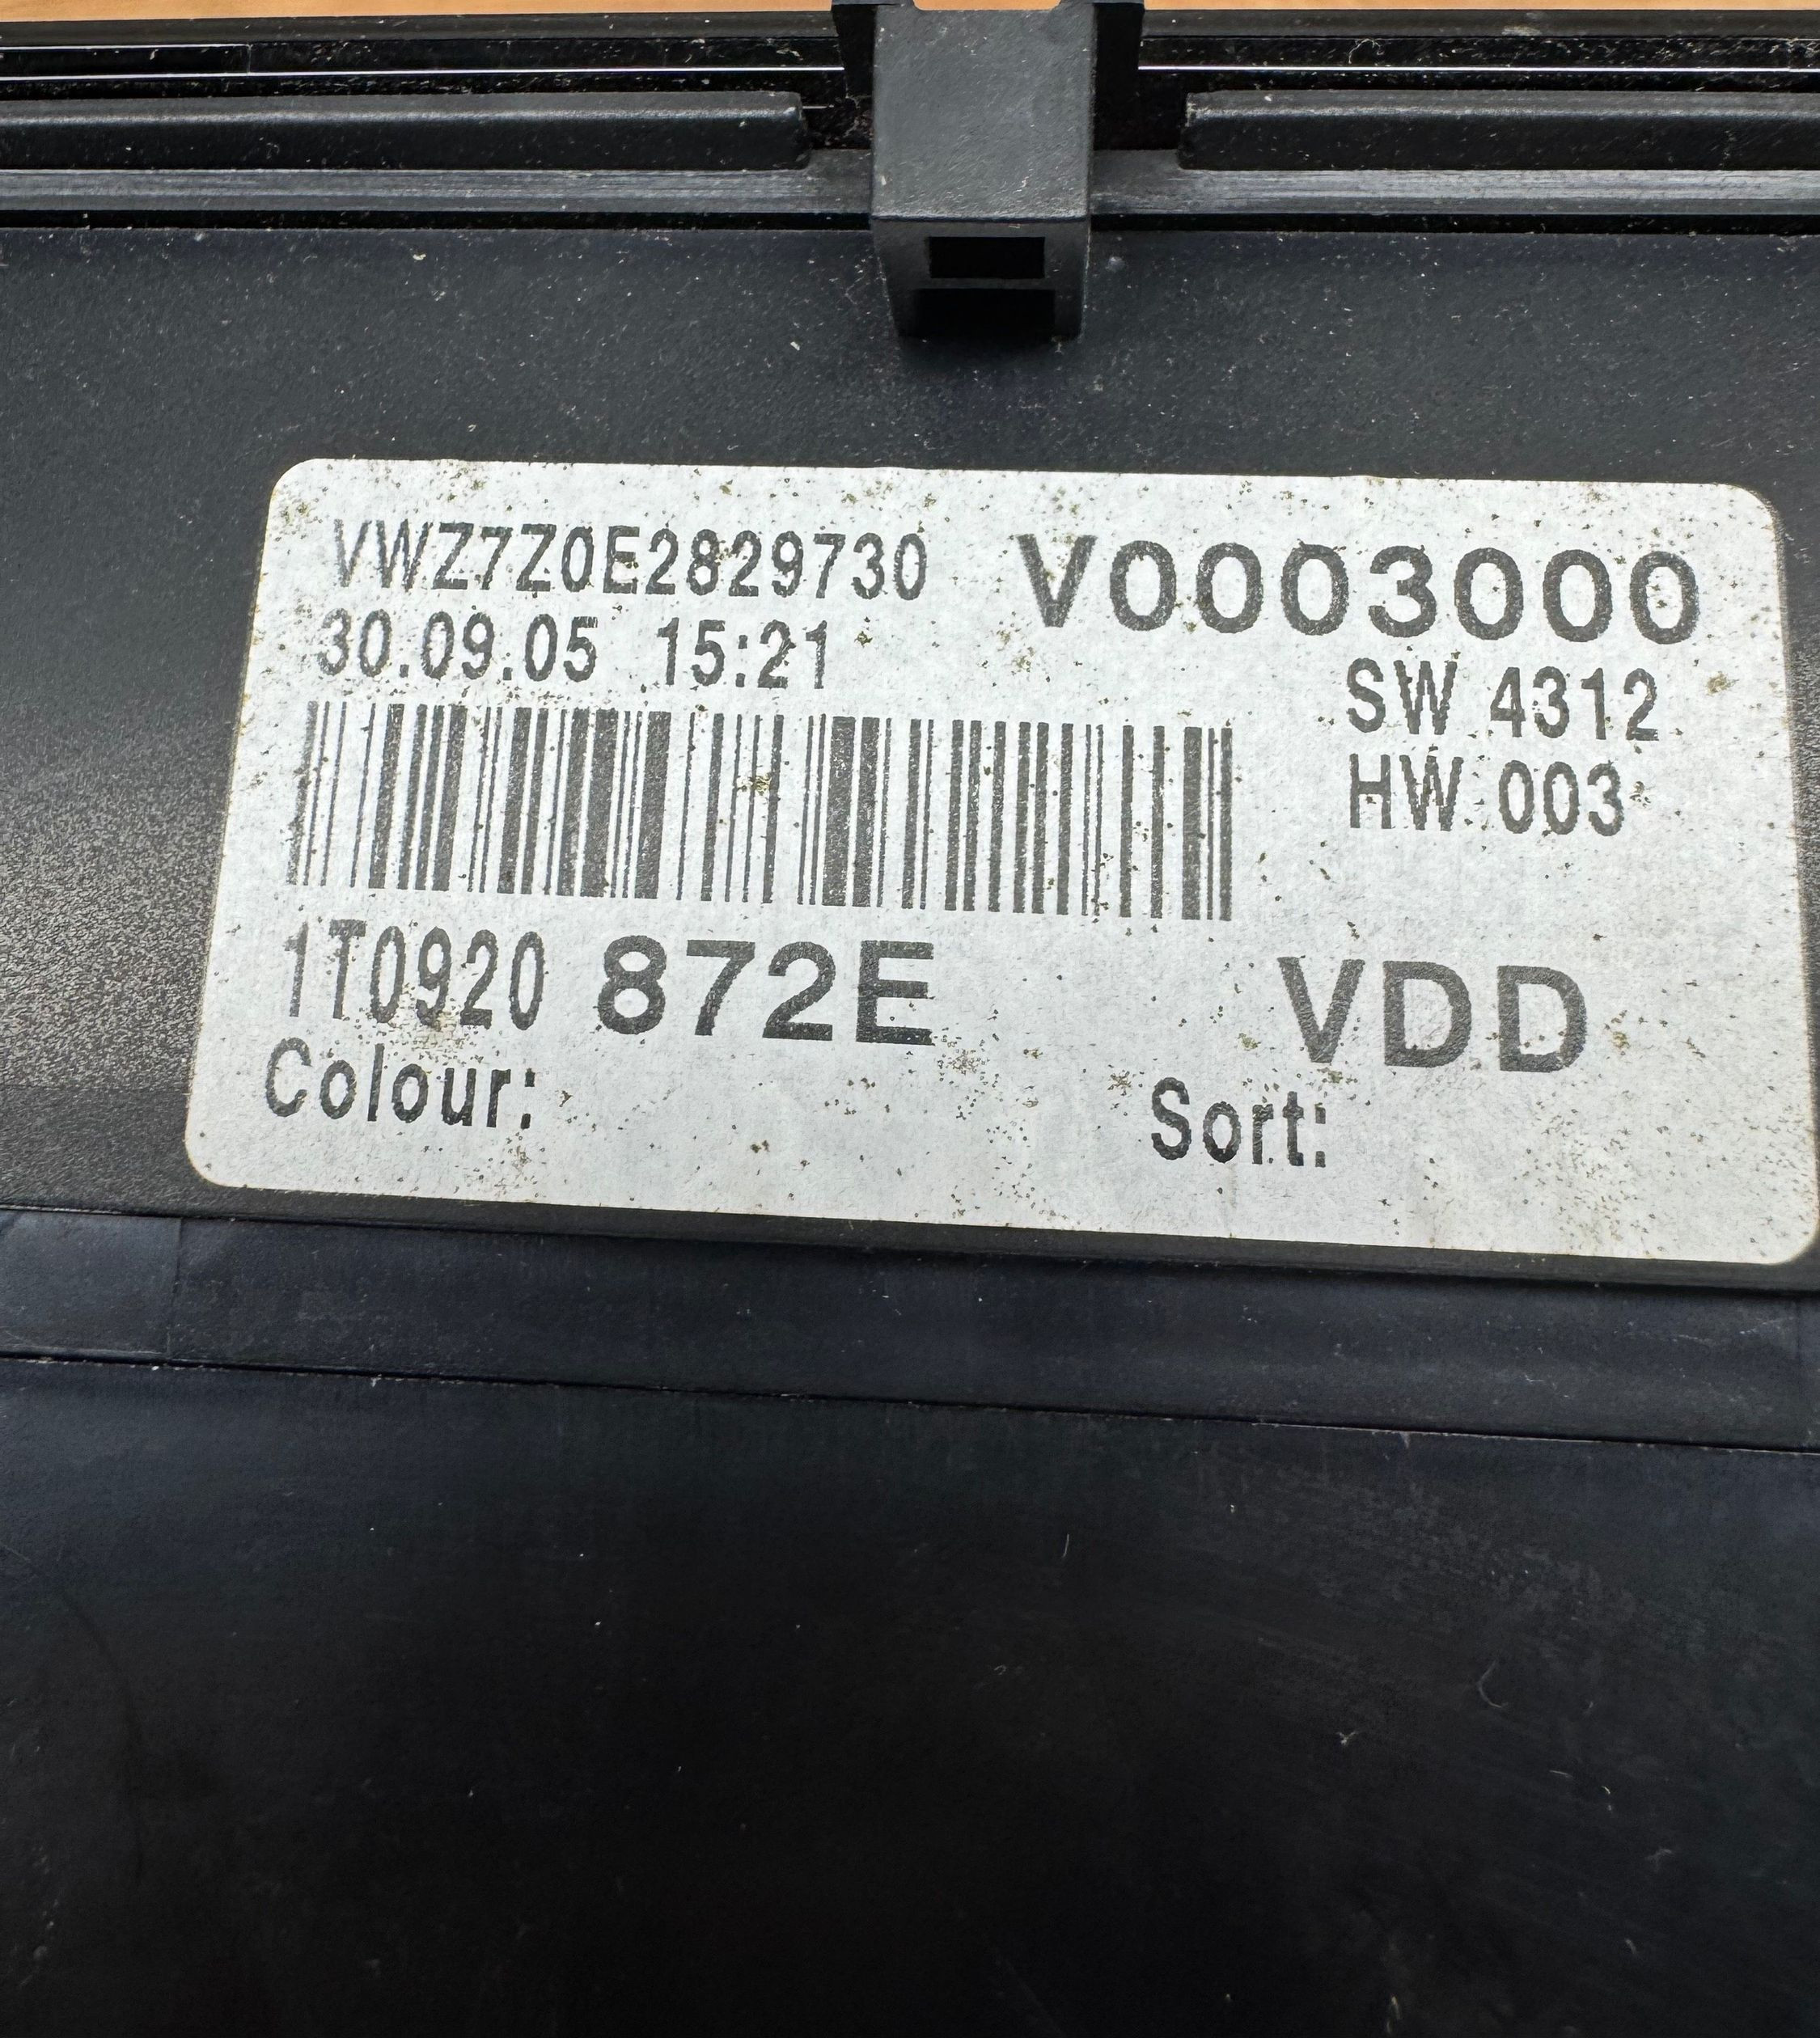 VWZ7Z0E2829730 V0003000
30.09.05 15:21
SW 4312
HW 003
1T0920 872E VDD
Colour: Sort: